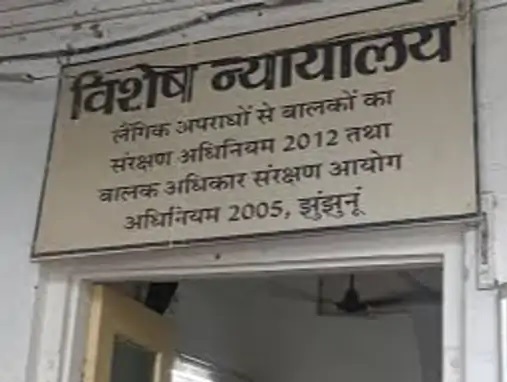 विशेष न्यायालय
लैंगिक अपराधों से बालकों का
संरक्षण अधिनियम 2012 तथा
बालक अधिकार संरक्षण आयोग
अधिनियम 2005, झुंझुनूं